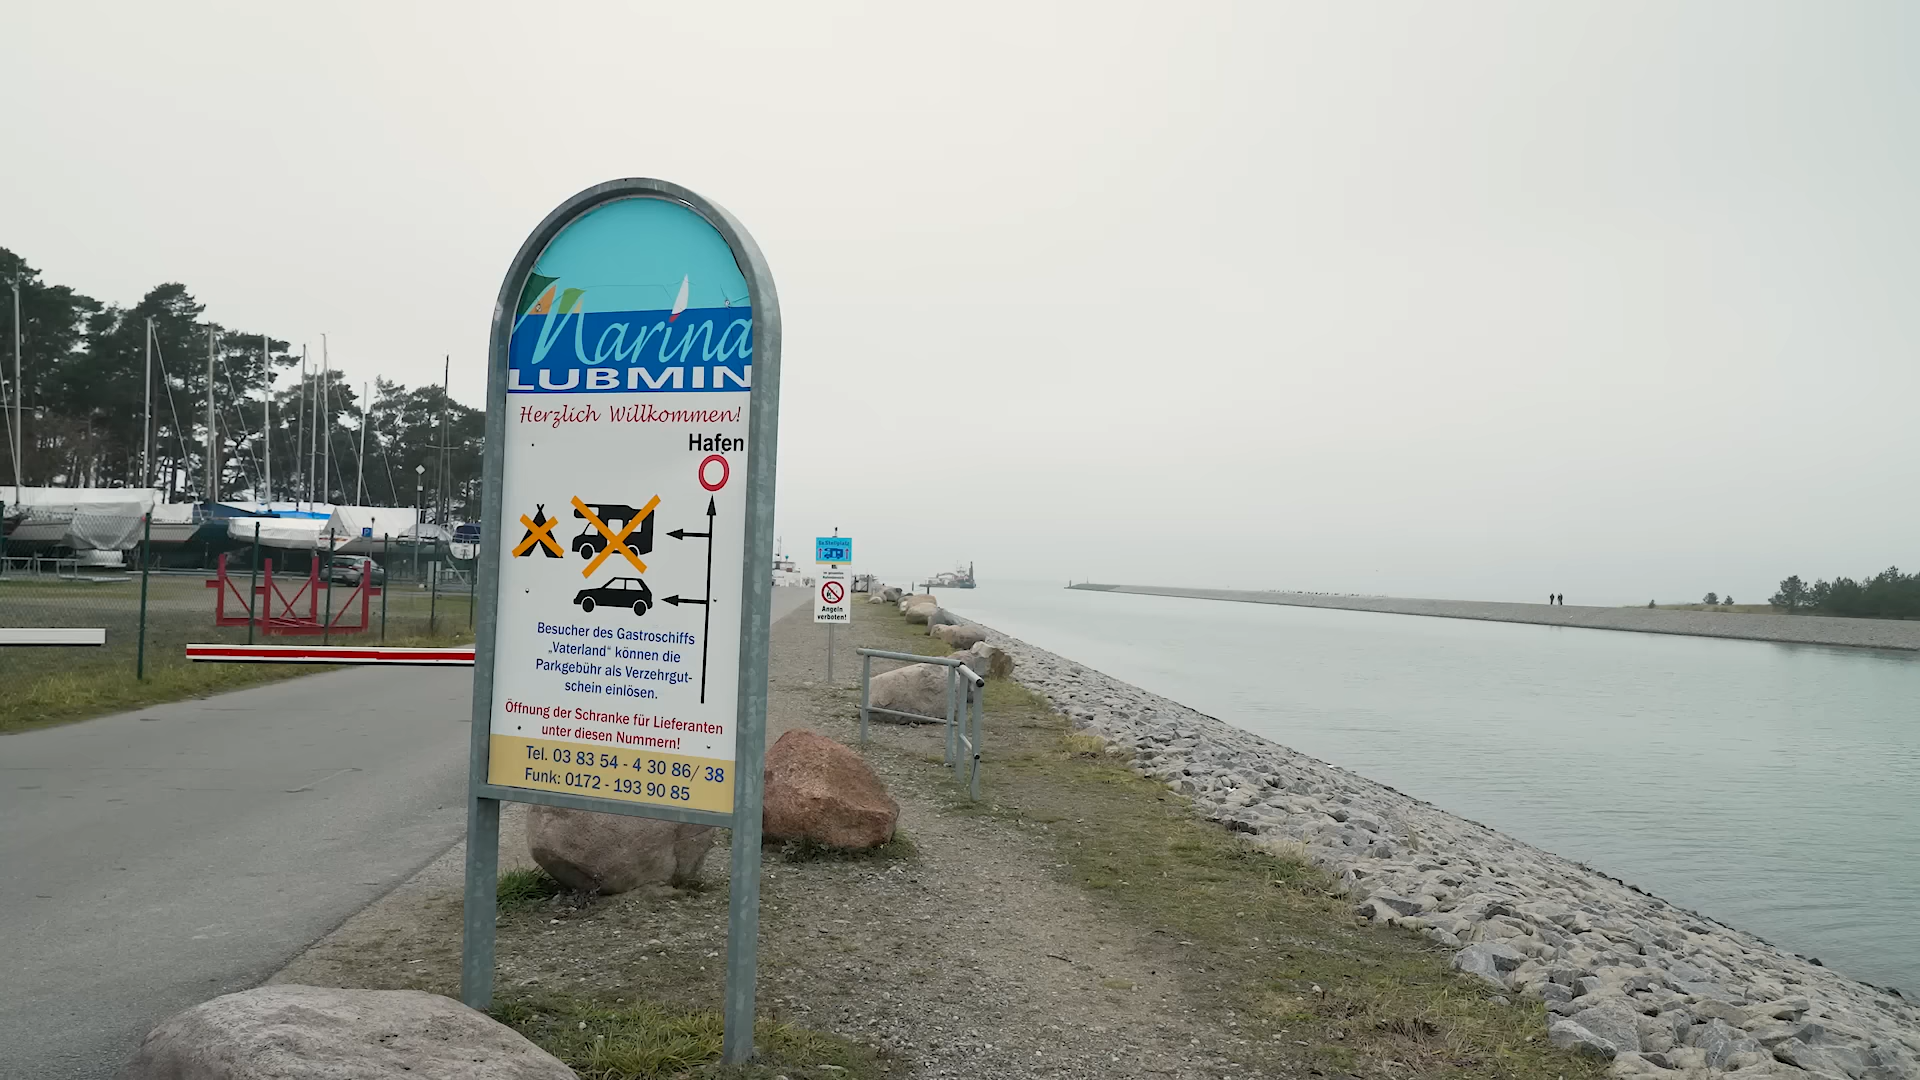 Marina
LUBMIN
Herzlich Willkommen!
Hafen
Besucher des Gastroschiffs
„Vaterland“ können die
Parkgebühr als Verzehrgut-
schein einlösen.
Öffnung der Schranke für Lieferanten
unter diesen Nummern!
Tel. 03 83 54 - 4 30 86/ 38
Funk: 0172 - 193 90 85
Stellplatz
Angeln
verboten!